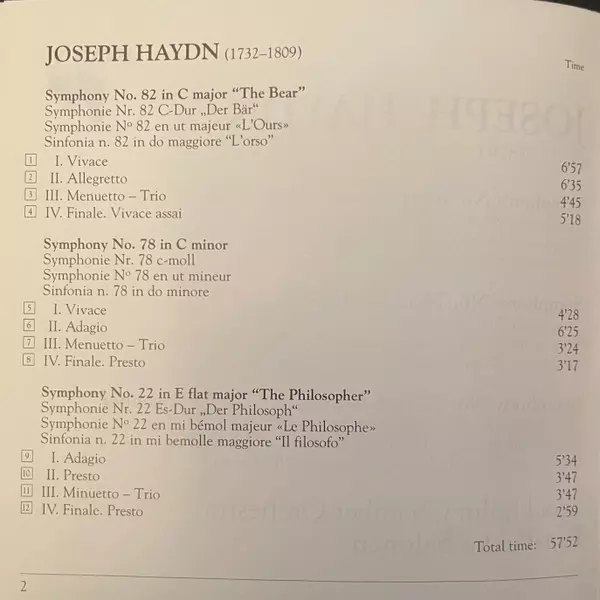 JOSEPH HAYDN (1732–1809)
Time
Symphony No. 82 in C major “The Bear”
Symphonie Nr. 82 C-Dur „Der Bär“
Symphonie Nº 82 en ut majeur «L'Ours»
Sinfonia n. 82 in do maggiore “L'orso”
1 I. Vivace 6'57
2 II. Allegretto 6'35
3 III. Menuetto – Trio 4'45
4 IV. Finale. Vivace assai 5'18
Symphony No. 78 in C minor
Symphonie Nr. 78 c-moll
Symphonie Nº 78 en ut mineur
Sinfonia n. 78 in do minore
5 I. Vivace 4'28
6 II. Adagio 6'25
7 III. Menuetto – Trio 3'24
8 IV. Finale. Presto 3'17
Symphony No. 22 in E flat major “The Philosopher”
Symphonie Nr. 22 Es-Dur „Der Philosoph“
Symphonie Nº 22 en mi bémol majeur «Le Philosophe»
Sinfonia n. 22 in mi bemolle maggiore “Il filosofo”
9 I. Adagio 5'34
10 II. Presto 3'47
11 III. Minuetto – Trio 3'47
12 IV. Finale. Presto 2'59
Total time: 57'52
2